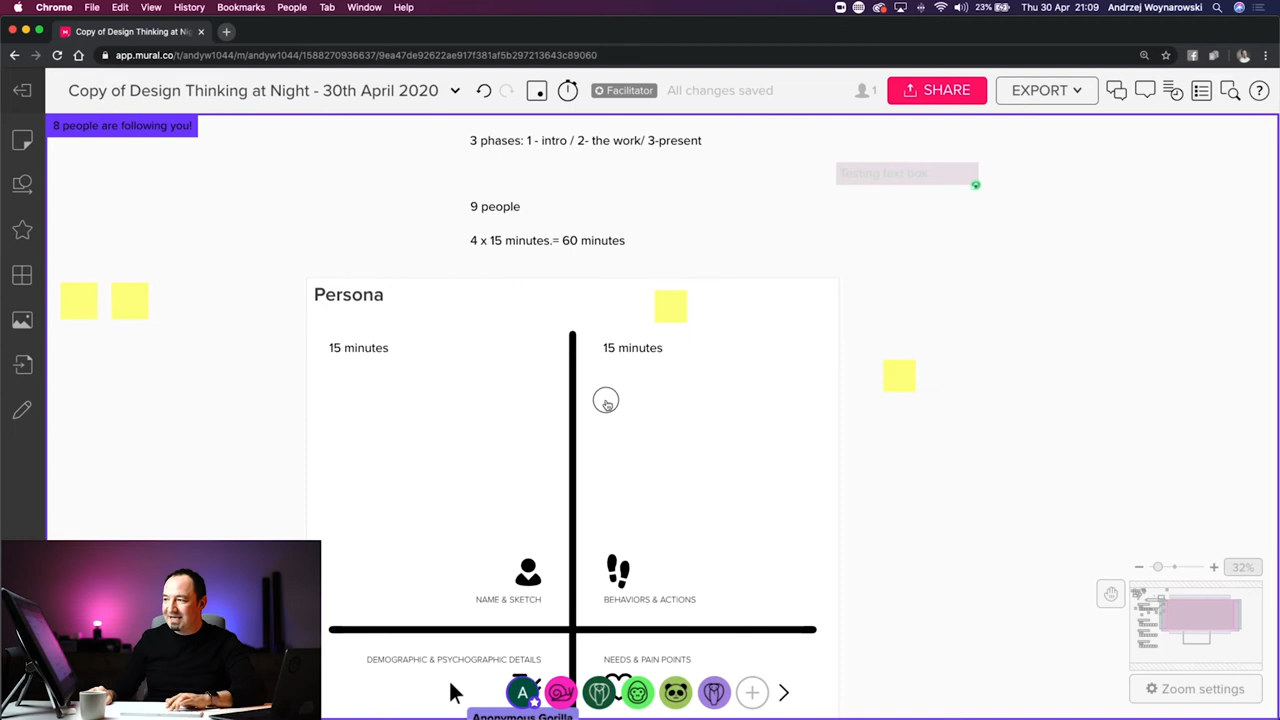 Chrome File Edit View History Bookmarks People Tab Window Help 23% Thu 30 Apr 21:09 Andrzej Woynarowski
Copy of Design Thinking at Nig
app.mural.co/t/andyw1044/m/andyw1044/1588270936637/9ea47de92622ae917f381af5b297213643c89060
Copy of Design Thinking at Night - 30th April 2020 Facilitator All changes saved 1 SHARE EXPORT
8 people are following you!
3 phases: 1 - intro / 2- the work/ 3-present
Testing text box
9 people
4 x 15 minutes.= 60 minutes
Persona
15 minutes 15 minutes
32%
NAME & SKETCH BEHAVIORS & ACTIONS
DEMOGRAPHIC & PSYCHOGRAPHIC DETAILS NEEDS & PAIN POINTS
Zoom settings
A
Anonymous Gorilla